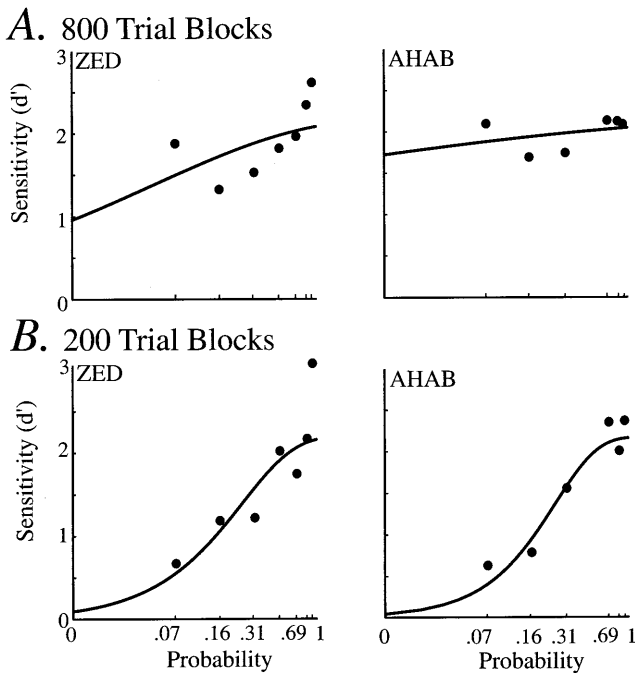 A. 800 Trial Blocks
ZED
AHAB
Sensitivity (d')
3
2
1
0
B. 200 Trial Blocks
ZED
AHAB
Sensitivity (d')
3
2
1
0
0 .07 .16 .31 .69 1
0 .07 .16 .31 .69 1
Probability
Probability